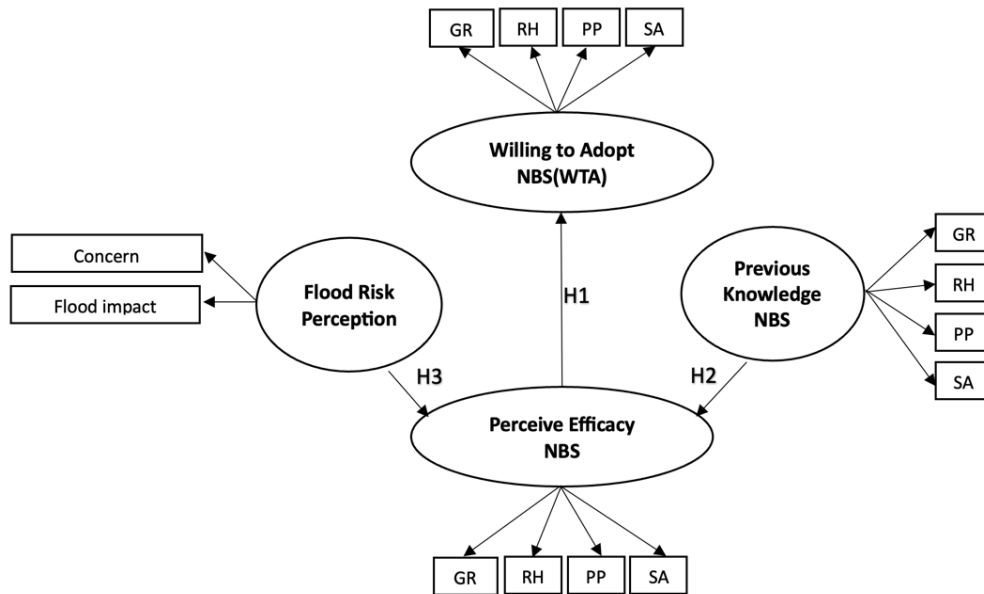 GR
RH
PP
SA
Willing to Adopt
NBS(WTA)
Concern
Flood impact
Flood Risk
Perception
H1
Previous
Knowledge
NBS
GR
RH
PP
SA
H3
H2
Perceive Efficacy
NBS
GR
RH
PP
SA